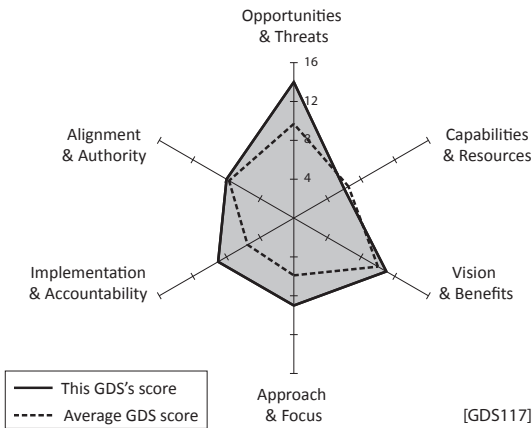 Opportunities
& Threats
16
12
8
4
Alignment
& Authority
Capabilities
& Resources
Implementation
& Accountability
Vision
& Benefits
Approach
& Focus
This GDS's score
Average GDS score
[GDS117]